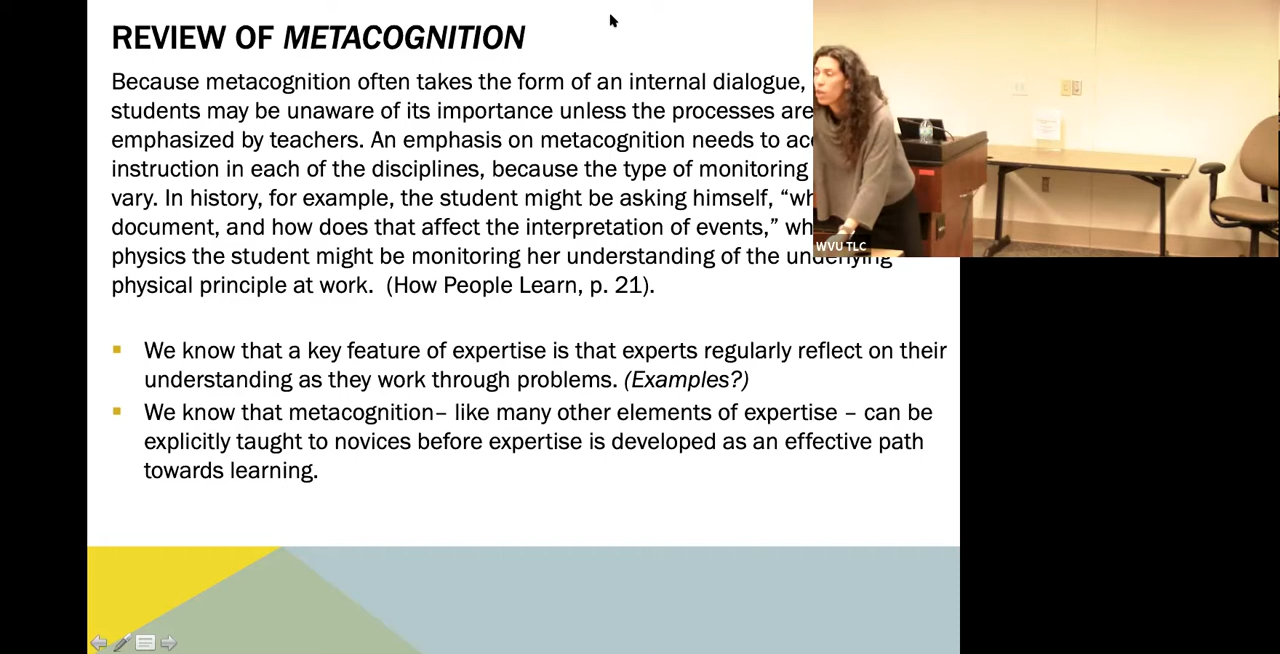 REVIEW OF METACOGNITION
Because metacognition often takes the form of an internal dialogue,
students may be unaware of its importance unless the processes are
emphasized by teachers. An emphasis on metacognition needs to
instruction in each of the disciplines, because the type of monitoring
vary. In history, for example, the student might be asking himself,
document, and how does that affect the interpretation of events,”
physics the student might be monitoring her understanding of the underlying
physical principle at work. (How People Learn, p. 21).
We know that a key feature of expertise is that experts regularly reflect on their
understanding as they work through problems. (Examples?)
We know that metacognition– like many other elements of expertise – can be
explicitly taught to novices before expertise is developed as an effective path
towards learning.
WVU TLC